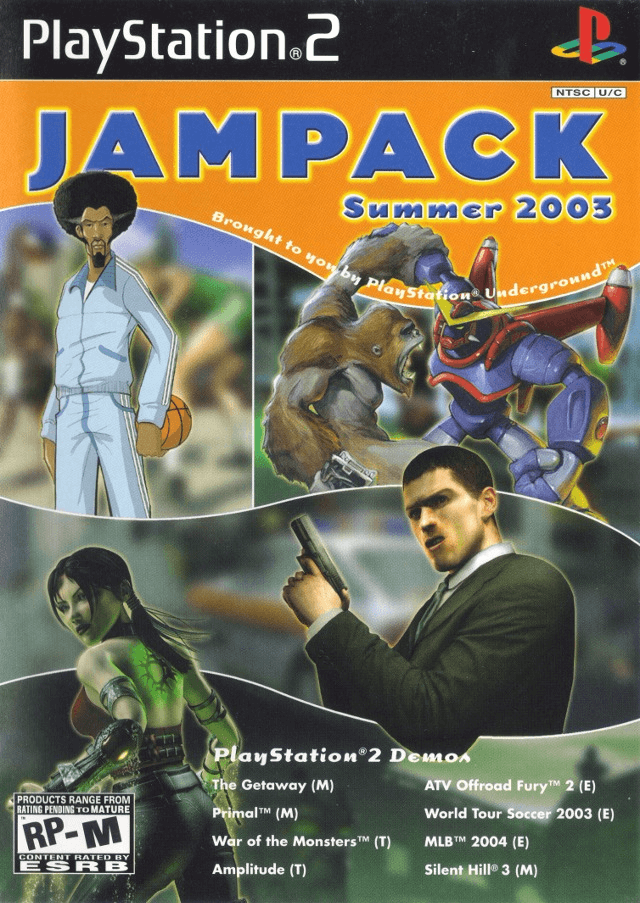 PlayStation®2
NTSC U/C
JAMPACK
Summer 2003
Brought to you by PlayStation® Underground™
PlayStation®2 Demos
The Getaway (M)
Primal™ (M)
War of the Monsters™ (T)
Amplitude (T)
ATV Offroad Fury™ 2 (E)
World Tour Soccer 2003 (E)
MLB™ 2004 (E)
Silent Hill® 3 (M)
PRODUCTS RANGE FROM
RATING PENDING TO MATURE
RP-M
CONTENT RATED BY
ESRB